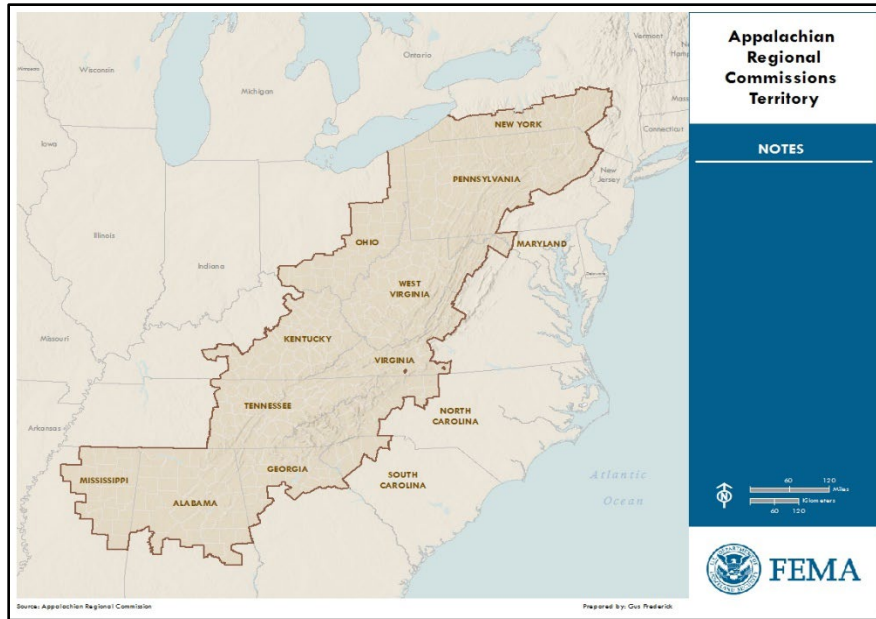 Appalachian
Regional
Commissions
Territory
NOTES
Wisconsin
Michigan
Ontario
Vermont
Iowa
Connecticut
NEW YORK
PENNSYLVANIA
New
Jersey
Illinois
Indiana
OHIO
MARYLAND
Delaware
WEST
VIRGINIA
Missouri
KENTUCKY
VIRGINIA
TENNESSEE
NORTH
CAROLINA
Arkansas
GEORGIA
SOUTH
CAROLINA
MISSISSIPPI
ALABAMA
Atlantic
Ocean
N
60 120
Miles
Kilometers
60 120
FEMA
Source: Appalachian Regional Commission
Prepared by: Gus Frederick